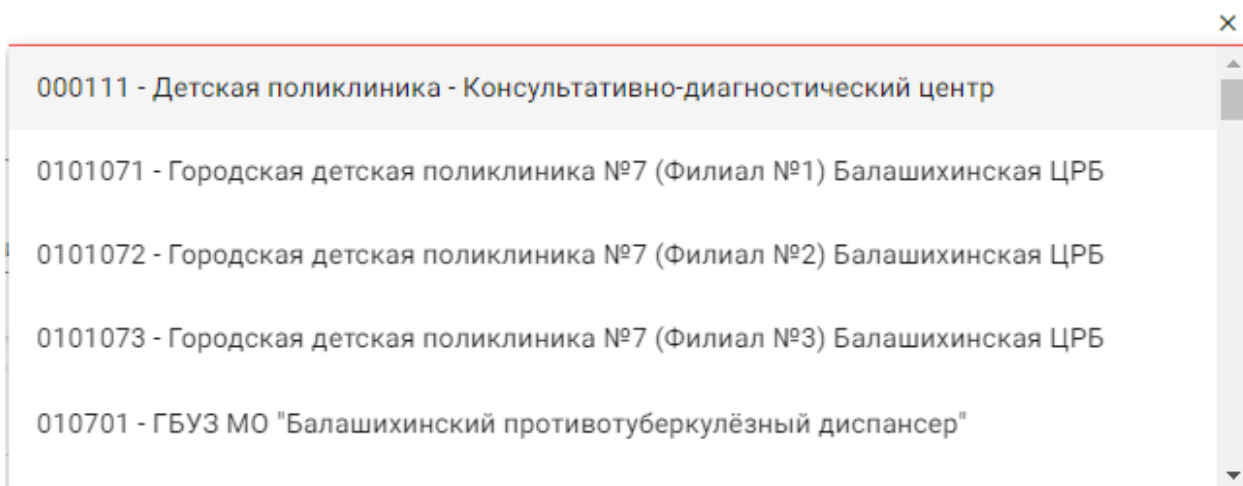 000111 - Детская поликлиника - Консультативно-диагностический центр
0101071 - Городская детская поликлиника №7 (Филиал №1) Балашихинская ЦРБ
0101072 - Городская детская поликлиника №7 (Филиал №2) Балашихинская ЦРБ
0101073 - Городская детская поликлиника №7 (Филиал №3) Балашихинская ЦРБ
010701 - ГБУЗ МО "Балашихинский противотуберкулёзный диспансер"